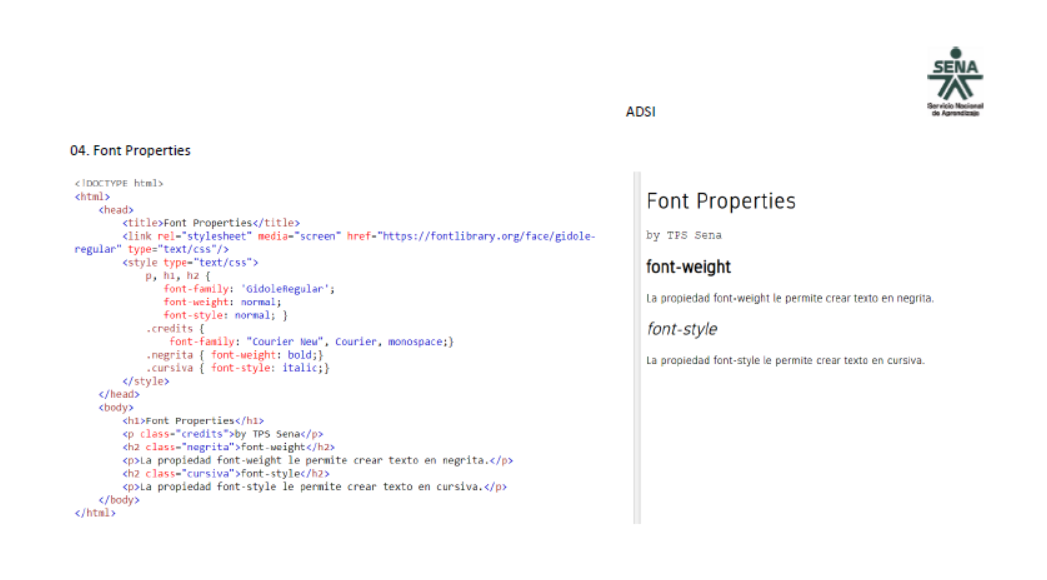 SENA
Servicio Nacional
de Aprendizaje
ADSI
04. Font Properties
<!DOCTYPE html>
<html>
<head>
<title>Font Properties</title>
<link rel="stylesheet" media="screen" href="https://fontlibrary.org/face/gidole-
regular" type="text/css"/>
<style type="text/css">
p, h1, h2 {
font-family: 'GidoleRegular';
font-weight: normal;
font-style: normal; }
.credits {
font-family: "Courier New", Courier, monospace;}
.negrita { font-weight: bold;}
.cursiva { font-style: italic;}
</style>
</head>
<body>
<h1>Font Properties</h1>
<p class="credits">by TPS Sena</p>
<h2 class="negrita">font-weight</h2>
<p>La propiedad font-weight le permite crear texto en negrita.</p>
<h2 class="cursiva">font-style</h2>
<p>La propiedad font-style le permite crear texto en cursiva.</p>
</body>
</html>
Font Properties
by TPS Sena
font-weight
La propiedad font-weight le permite crear texto en negrita.
font-style
La propiedad font-style le permite crear texto en cursiva.